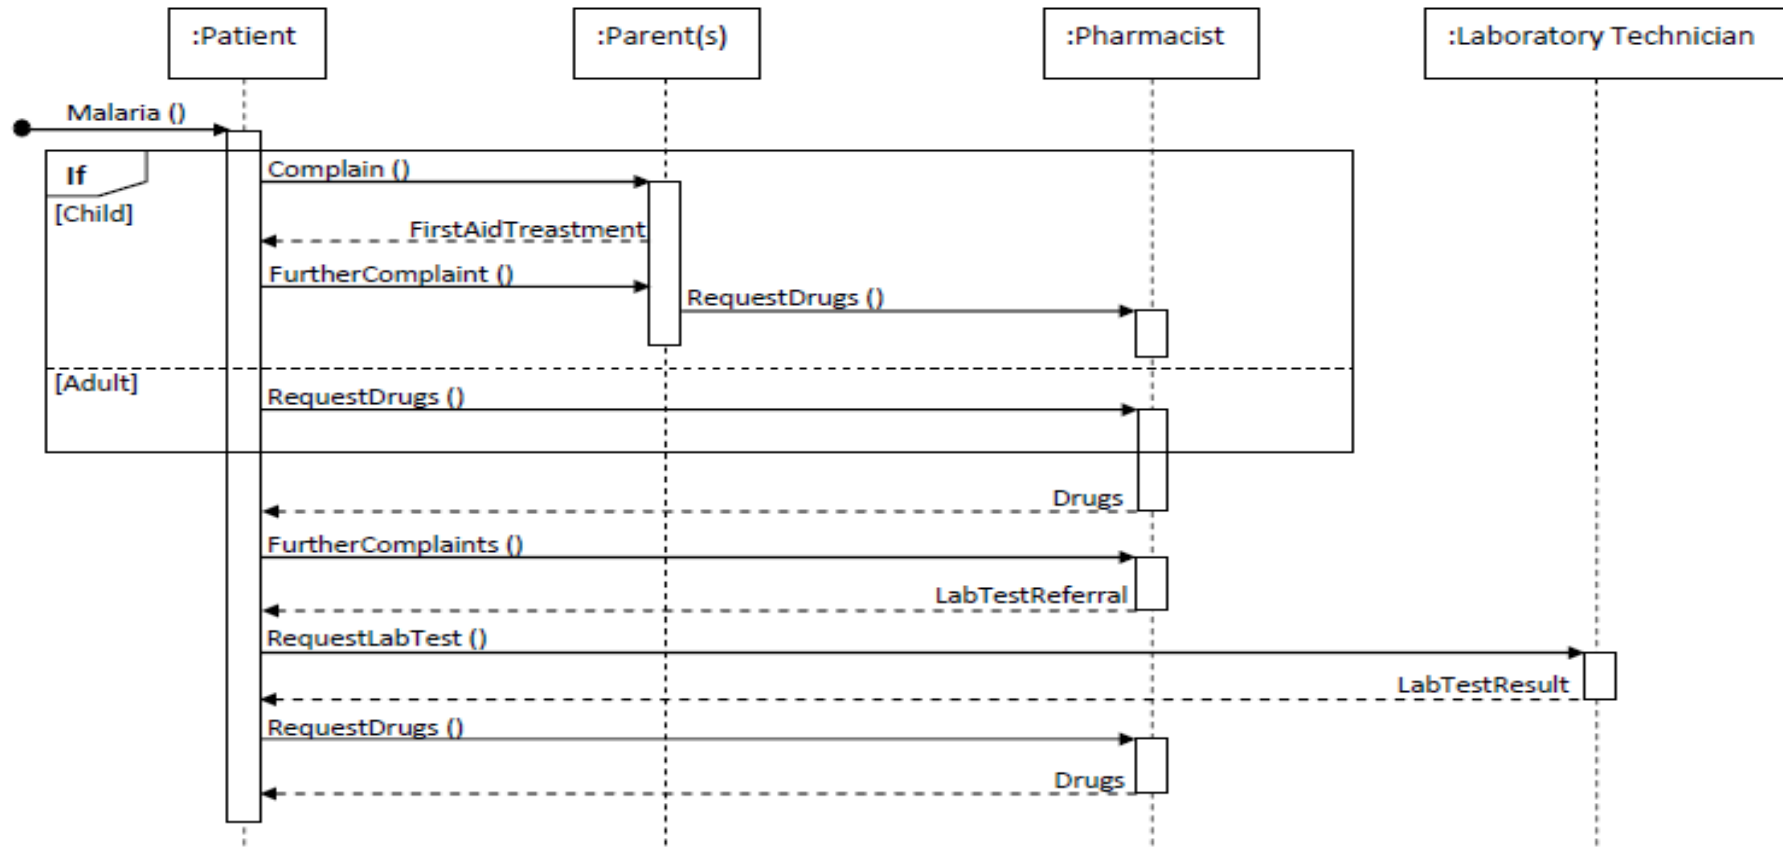 :Patient
:Parent(s)
:Pharmacist
:Laboratory Technician
Malaria ()
If
Complain ()
[Child]
FirstAidTreastment
FurtherComplaint ()
RequestDrugs ()
[Adult]
RequestDrugs ()
Drugs
FurtherComplaints ()
LabTestReferral
RequestLabTest ()
LabTestResult
RequestDrugs ()
Drugs